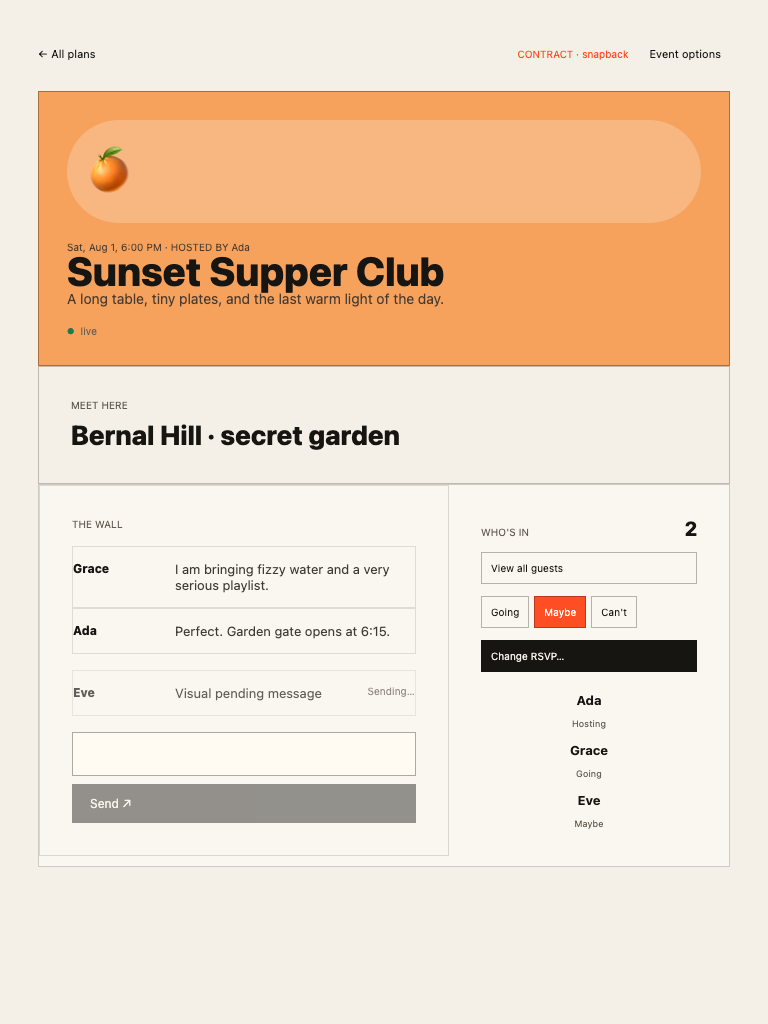 ← All plans
CONTRACT · snapback
Event options
Sat, Aug 1, 6:00 PM · HOSTED BY Ada
Sunset Supper Club
A long table, tiny plates, and the last warm light of the day.
live
MEET HERE
Bernal Hill · secret garden
THE WALL
Grace
I am bringing fizzy water and a very
serious playlist.
Ada
Perfect. Garden gate opens at 6:15.
Eve
Visual pending message
Sending…
Send ↗
WHO'S IN
2
View all guests
Going
Maybe
Can't
Change RSVP…
Ada
Hosting
Grace
Going
Eve
Maybe